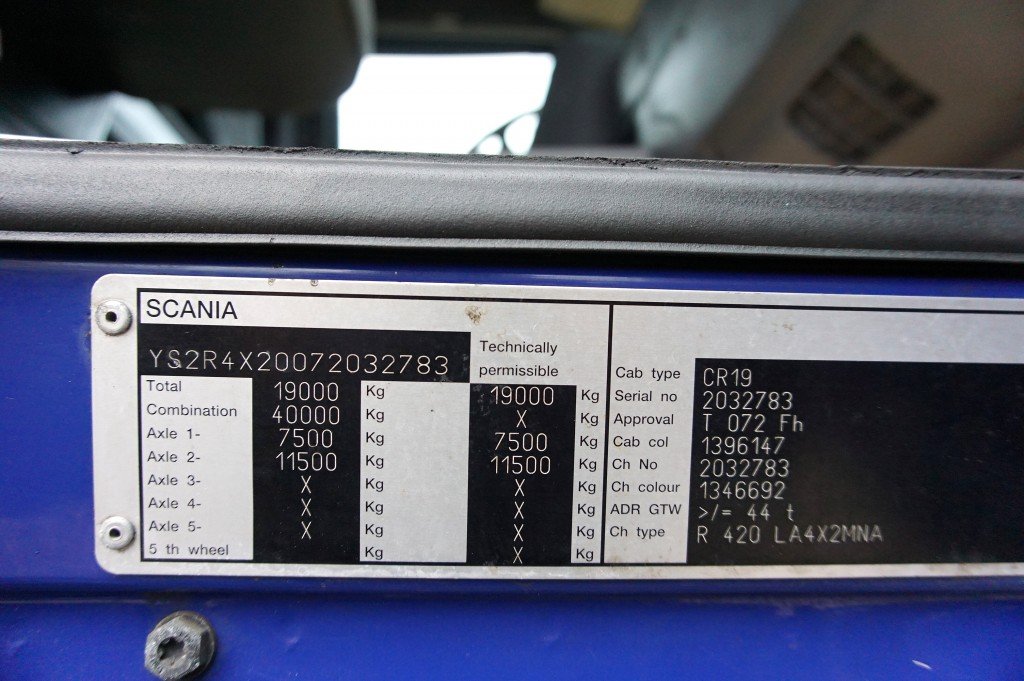 SCANIA
YS2R4X20072032783
Technically
permissible
Total 19000 Kg 19000 Kg
Combination 40000 Kg X Kg
Axle 1- 7500 Kg 7500 Kg
Axle 2- 11500 Kg 11500 Kg
Axle 3- X Kg X Kg
Axle 4- X Kg X Kg
Axle 5- X Kg X Kg
5 th wheel Kg X Kg
Cab type CR19
Serial no 2032783
Approval T 072 Fh
Cab col 1396147
Ch No 2032783
Ch colour 1346692
ADR GTW >/= 44 t
Ch type R 420 LA4X2MNA